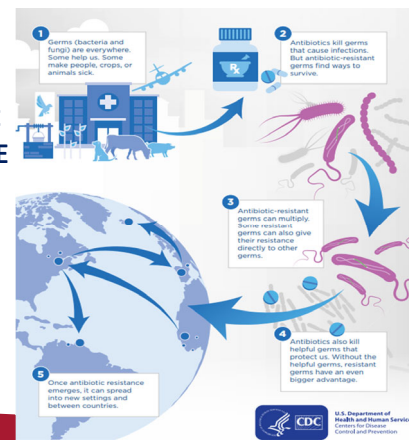 1
Germs (bacteria and
fungi) are everywhere.
Some help us. Some
make people, crops, or
animals sick.
Rx
2
Antibiotics kill germs
that cause infections.
But antibiotic-resistant
germs find ways to
survive.
E
3
Antibiotic-resistant
germs can multiply.
Some resistant
germs can also give
their resistance
directly to other
germs.
4
Antibiotics also kill
helpful germs that
protect us. Without the
helpful germs, resistant
germs have an even
bigger advantage.
5
Once antibiotic resistance
emerges, it can spread
into new settings and
between countries.
CDC
U.S. Department of
Health and Human Service
Centers for Disease
Control and Prevention